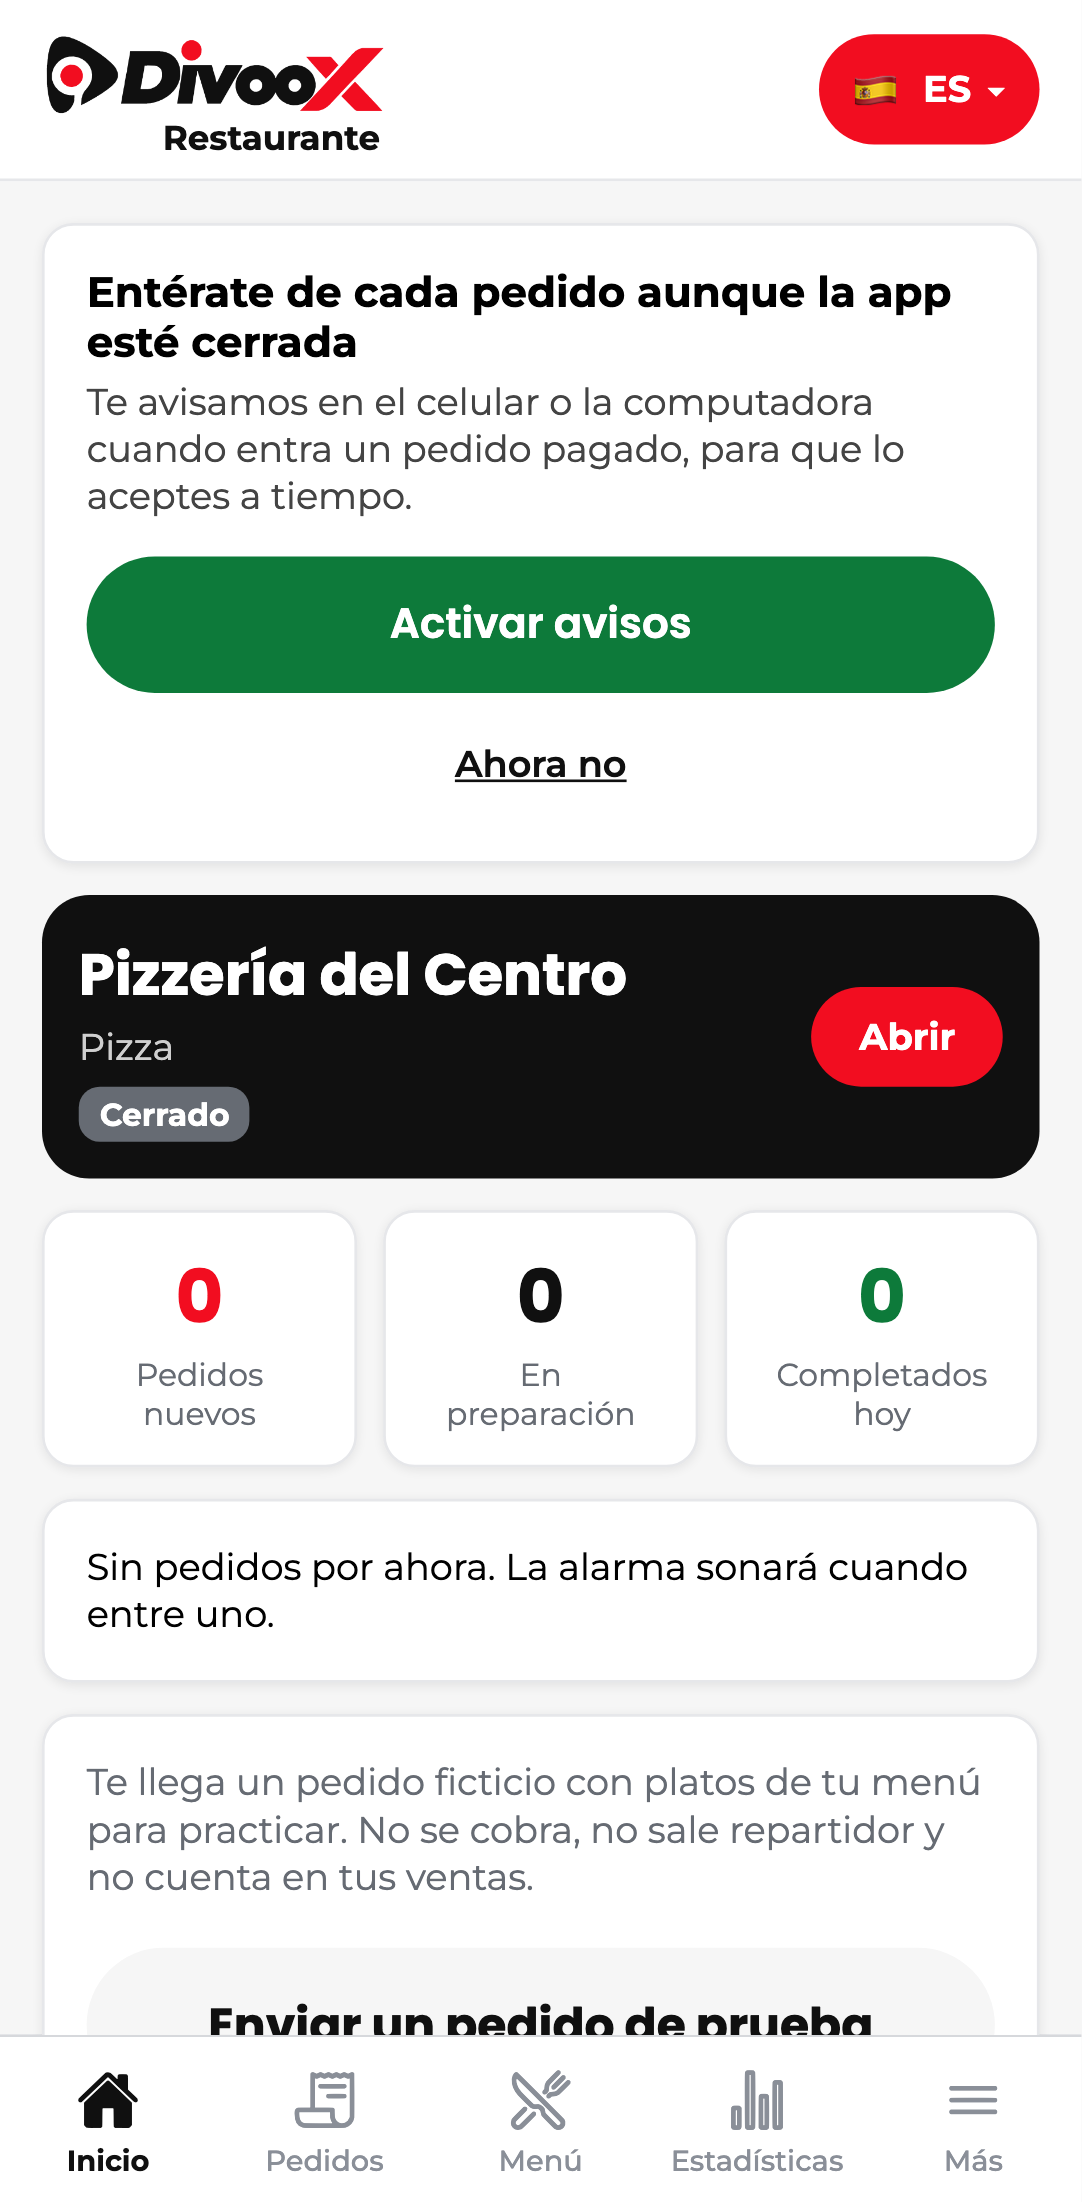 DivooX
Restaurante
ES
Entérate de cada pedido aunque la app
esté cerrada
Te avisamos en el celular o la computadora
cuando entra un pedido pagado, para que lo
aceptes a tiempo.
Activar avisos
Ahora no
Pizzería del Centro
Pizza
Cerrado
Abrir
0
Pedidos
nuevos
0
En
preparación
0
Completados
hoy
Sin pedidos por ahora. La alarma sonará cuando
entre uno.
Te llega un pedido ficticio con platos de tu menú
para practicar. No se cobra, no sale repartidor y
no cuenta en tus ventas.
Enviar un pedido de prueba
Inicio
Pedidos
Menú
Estadísticas
Más